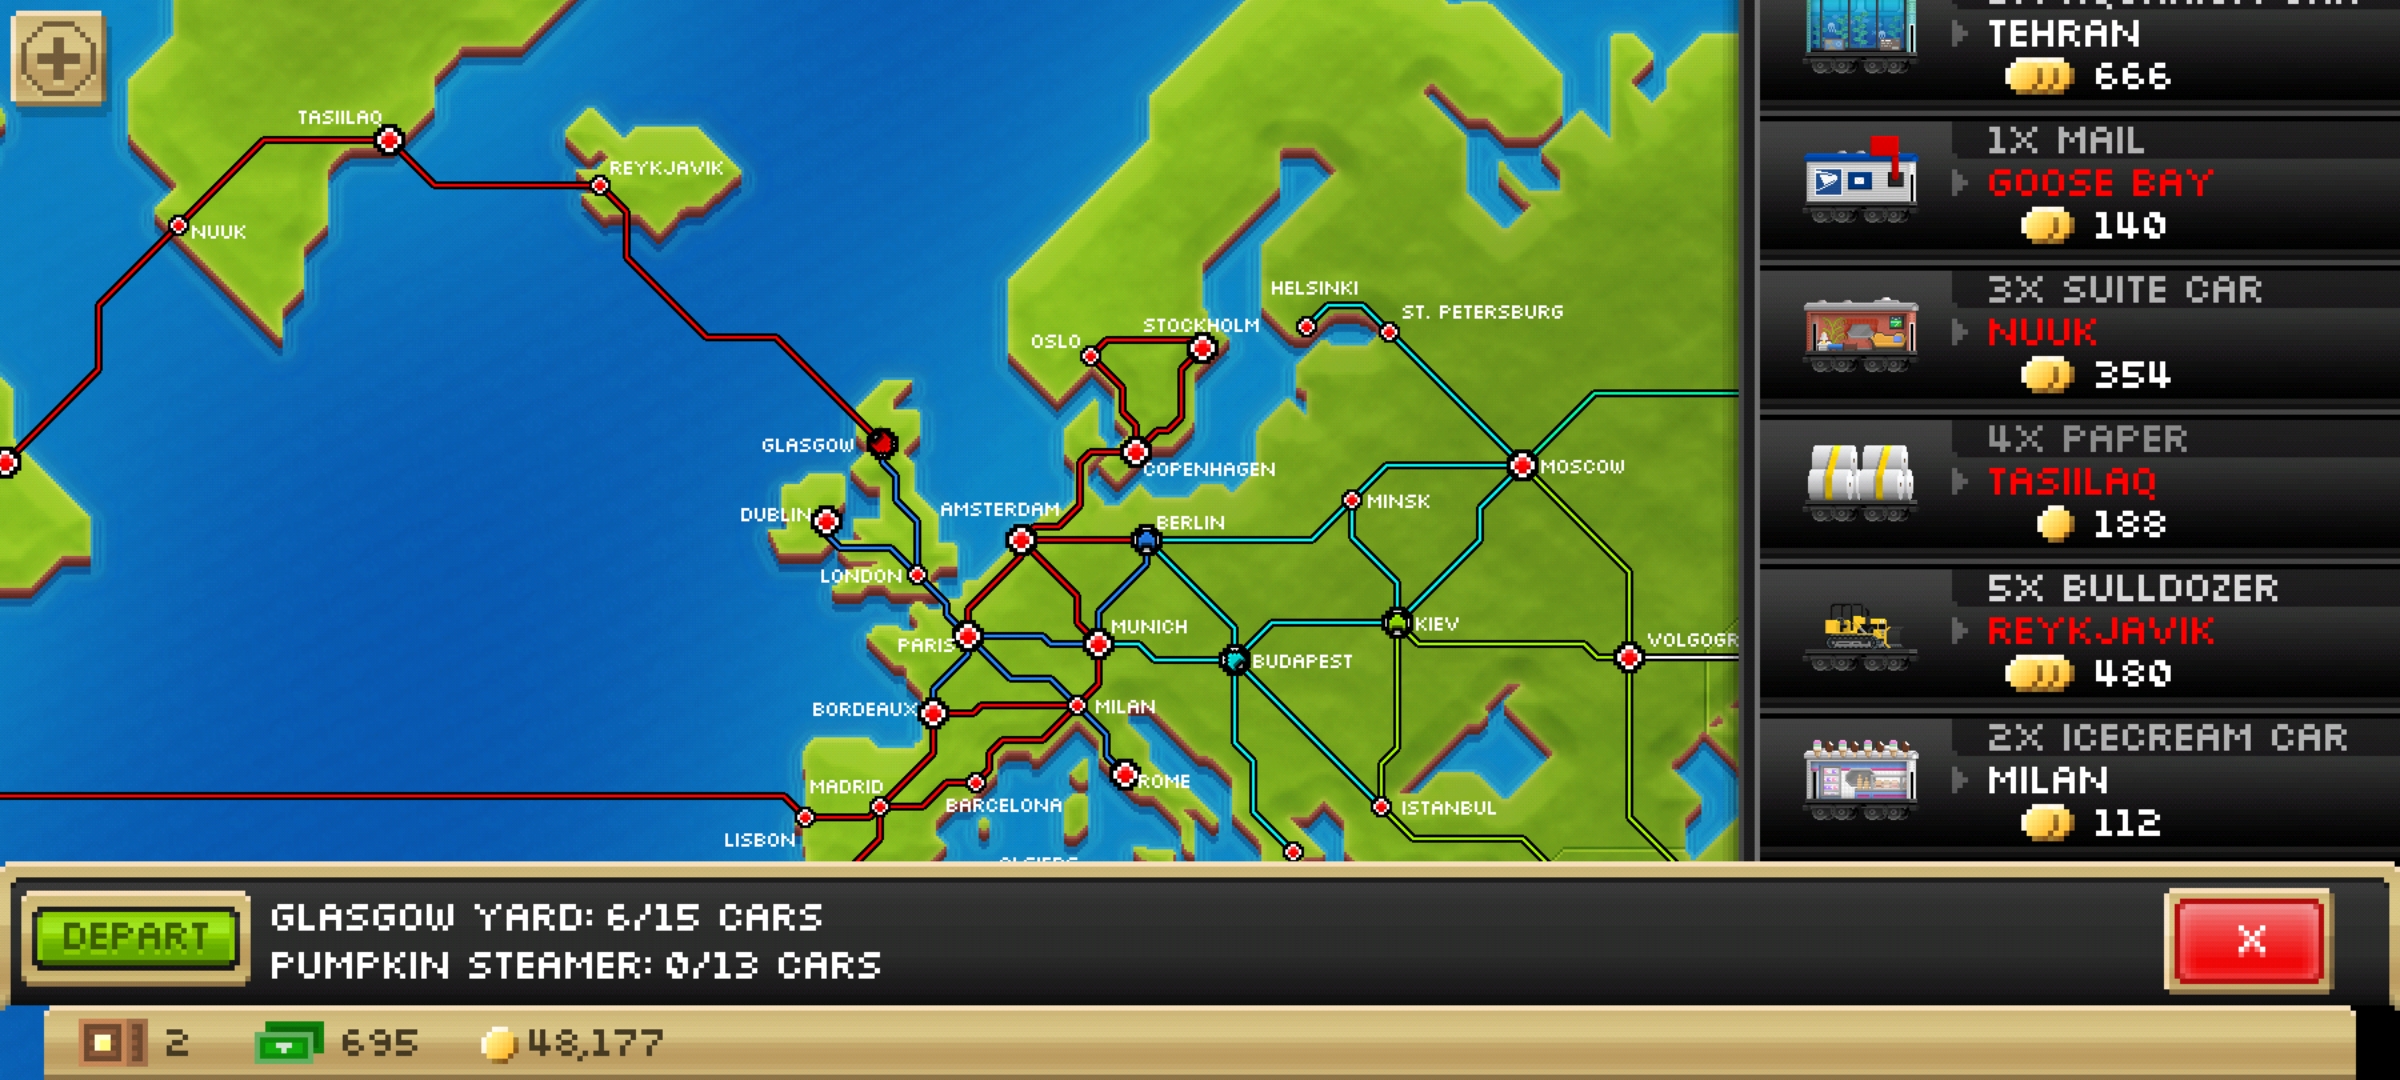 TASIILAQ
REYKJAVIK
NUUK
HELSINKI
ST. PETERSBURG
STOCKHOLM
OSLO
GLASGOW
COPENHAGEN
MOSCOW
MINSK
AMSTERDAM
DUBLIN
BERLIN
LONDON
KIEV
MUNICH
VOLGOGR
PARIS
BUDAPEST
BORDEAUX
MILAN
ROME
MADRID
BARCELONA
ISTANBUL
LISBON
TEHRAN
666
1X MAIL
GOOSE BAY
140
3X SUITE CAR
NUUK
354
4X PAPER
TASIILAQ
188
5X BULLDOZER
REYKJAVIK
480
2X ICECREAM CAR
MILAN
112
DEPART
GLASGOW YARD: 6/15 CARS
PUMPKIN STEAMER: 0/13 CARS
X
2
695
48,177